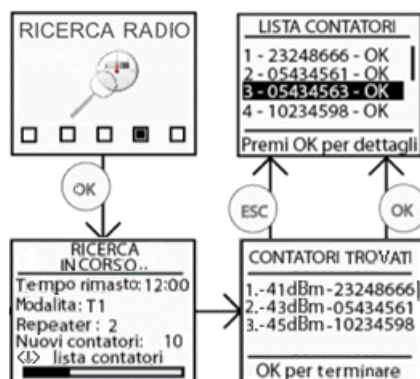 RICERCA RADIO
OK
RICERCA
IN CORSO..
Tempo rimasto: 12:00
Modalita: T1
Repeater: 2
Nuovi contatori: 10
lista contatori
LISTA CONTATORI
1 - 23248666 - OK
2 - 05434561 - OK
3 - 05434563 - OK
4 - 10234598 - OK
Premi OK per dettagli
ESC
OK
CONTATORI TROVATI
1.-41dBm-23248666
2.-43dBm-05434561
3.-45dBm-10234598
OK per terminare